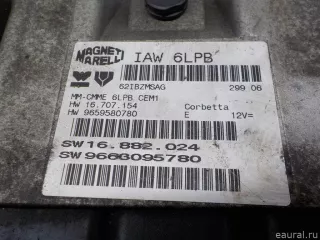 MAGNETI
MARELLI
IAW 6LPB
62IBZMSAG 299 06
MM-CMME 6LPB.CEM1
HW 16.707.154 Corbetta
HW 9659580780 E 12V=
SW16.882.024
SW9666095780
© eaural.ru